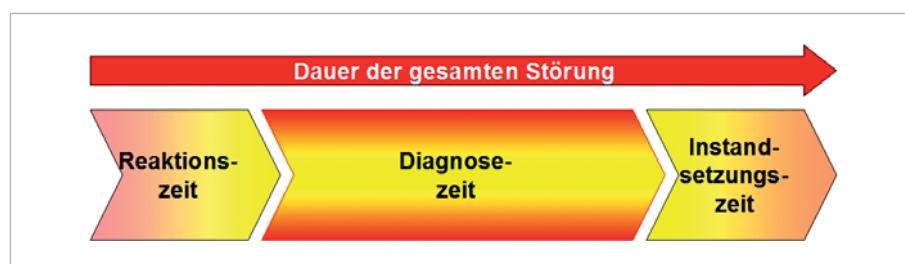 Dauer der gesamten Störung
Reaktions-
zeit
Diagnose-
zeit
Instand-
setzungs-
zeit